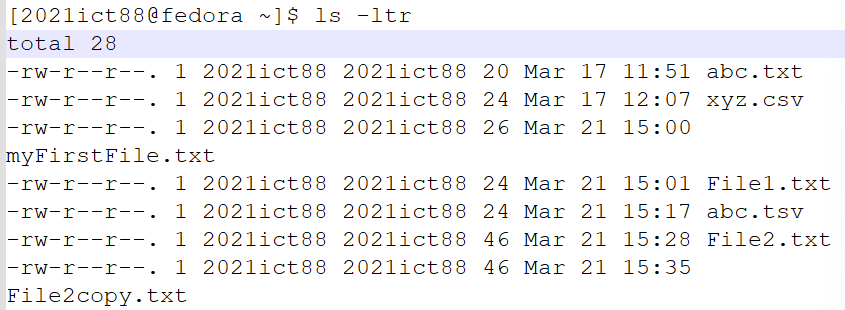 [2021ict88@fedora ~]$ ls -ltr
total 28
-rw-r--r--. 1 2021ict88 2021ict88 20 Mar 17 11:51 abc.txt
-rw-r--r--. 1 2021ict88 2021ict88 24 Mar 17 12:07 xyz.csv
-rw-r--r--. 1 2021ict88 2021ict88 26 Mar 21 15:00
myFirstFile.txt
-rw-r--r--. 1 2021ict88 2021ict88 24 Mar 21 15:01 File1.txt
-rw-r--r--. 1 2021ict88 2021ict88 24 Mar 21 15:17 abc.tsv
-rw-r--r--. 1 2021ict88 2021ict88 46 Mar 21 15:28 File2.txt
-rw-r--r--. 1 2021ict88 2021ict88 46 Mar 21 15:35
File2copy.txt